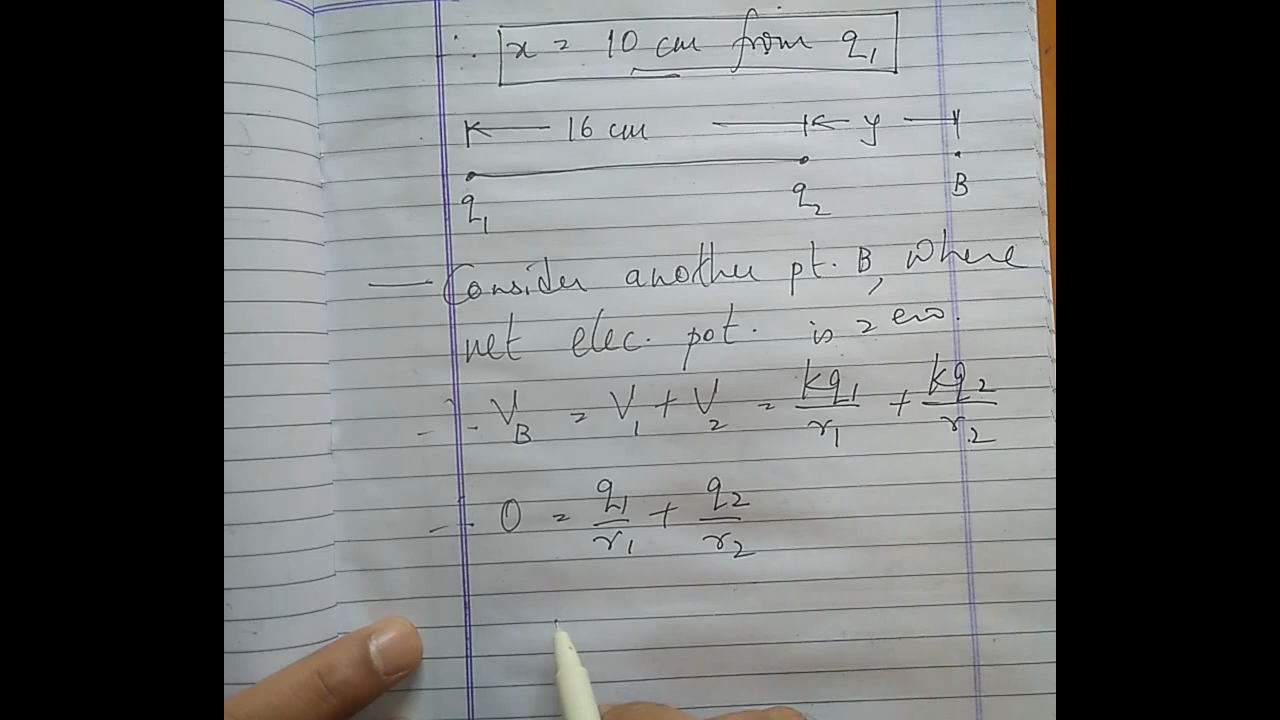 ∴ x = 10 cm from q₁
16 cm y
q₁ q₂ B
— Consider another pt. B, where
net elec. pot. is zero.
∴ V_B = V₁ + V₂ = kq₁/r₁ + kq₂/r₂
∴ 0 = q₁/r₁ + q₂/r₂